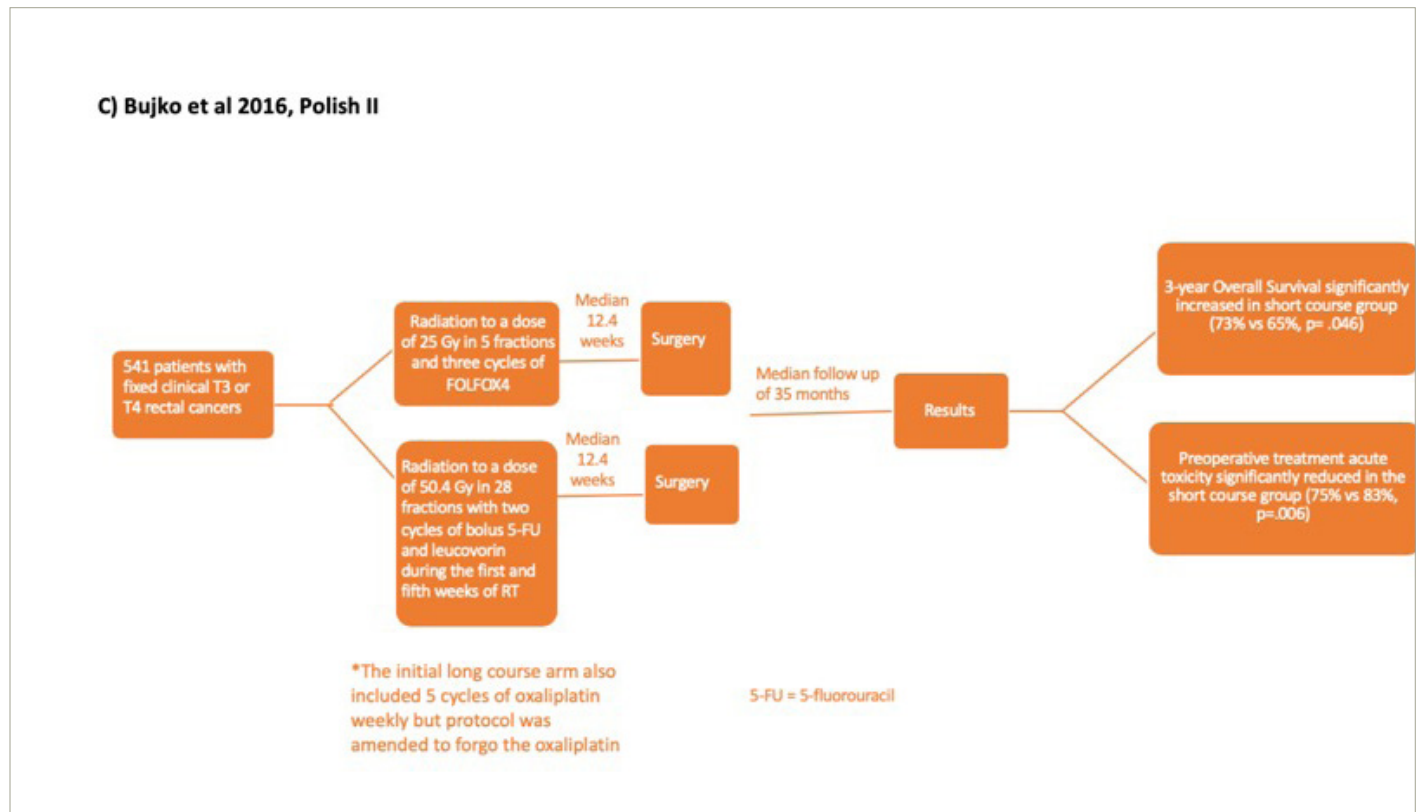 C) Bujko et al 2016, Polish II
541 patients with
fixed clinical T3 or
T4 rectal cancers
Radiation to a dose
of 25 Gy in 5 fractions
and three cycles of
FOLFOX4
Median
12.4
weeks
Surgery
Radiation to a dose
of 50.4 Gy in 28
fractions with two
cycles of bolus 5-FU
and leucovorin
during the first and
fifth weeks of RT
Median
12.4
weeks
Surgery
Median follow up
of 35 months
Results
3-year Overall Survival significantly
increased in short course group
(73% vs 65%, p= .046)
Preoperative treatment acute
toxicity significantly reduced in the
short course group (75% vs 83%,
p=.006)
*The initial long course arm also
included 5 cycles of oxaliplatin
weekly but protocol was
amended to forgo the oxaliplatin
5-FU = 5-fluorouracil